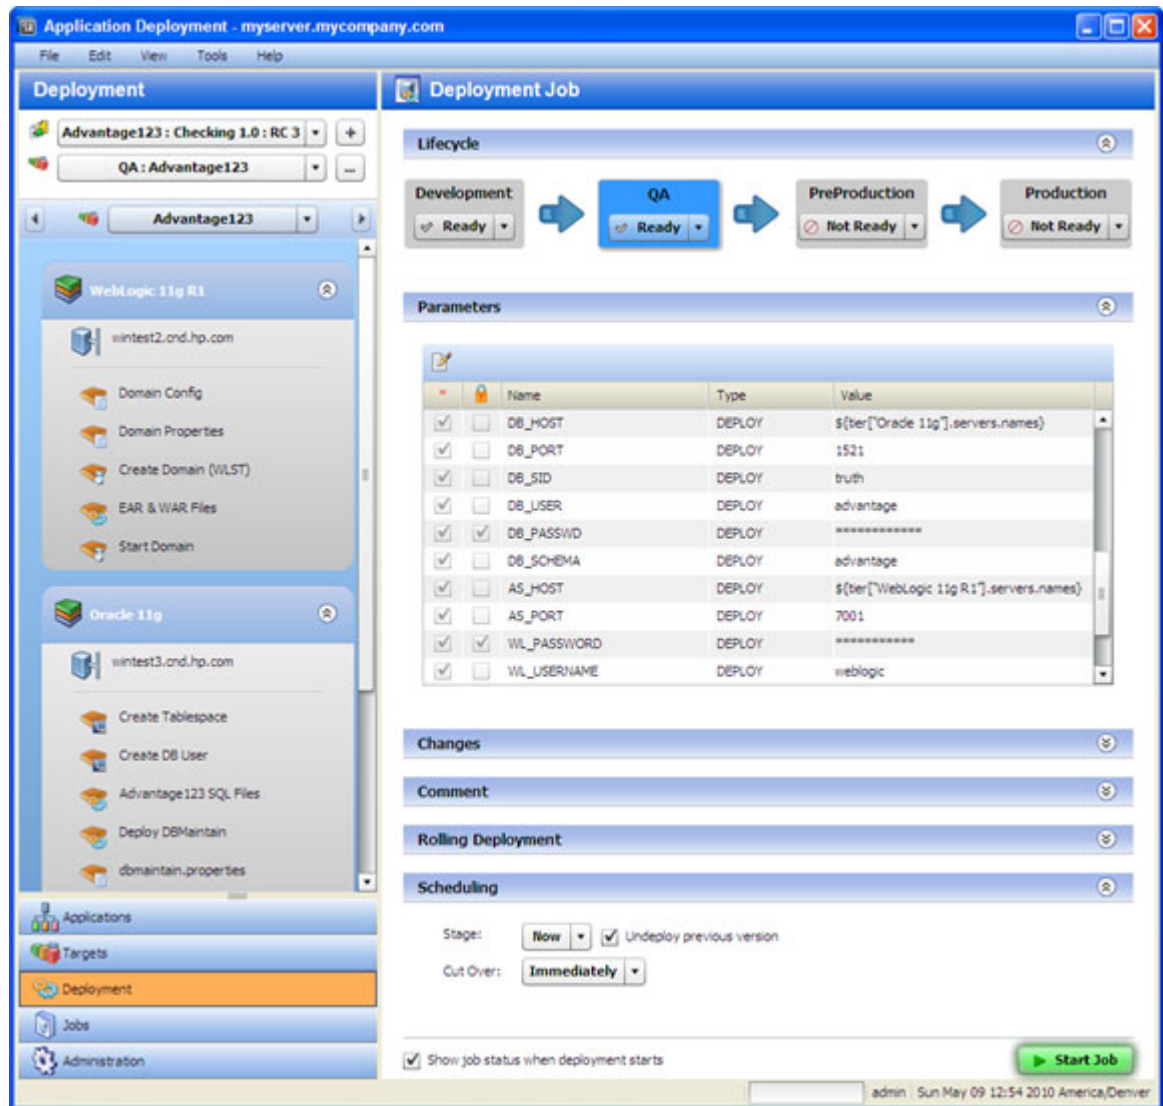 Application Deployment - myserver.mycompany.com
File Edit View Tools Help
Deployment
Advantage123 : Checking 1.0 : RC 3
+
QA : Advantage123
...
Advantage123
WebLogic 11g R1
wintest2.cnd.hp.com
Domain Config
Domain Properties
Create Domain (WLST)
EAR & WAR Files
Start Domain
Oracle 11g
wintest3.cnd.hp.com
Create Tablespace
Create DB User
Advantage123 SQL Files
Deploy DBMaintain
dbmaintain.properties
Applications
Targets
Deployment
Jobs
Administration
Deployment Job
Lifecycle
Development QA PreProduction Production
Ready Ready Not Ready Not Ready
Parameters
* Name Type Value
DB_HOST DEPLOY ${tier["Oracle 11g"].servers.names}
DB_PORT DEPLOY 1521
DB_SID DEPLOY truth
DB_USER DEPLOY advantage
DB_PASSWD DEPLOY ************
DB_SCHEMA DEPLOY advantage
AS_HOST DEPLOY ${tier["WebLogic 11g R1"].servers.names}
AS_PORT DEPLOY 7001
WL_PASSWORD DEPLOY ***********
WL_USERNAME DEPLOY weblogic
Changes
Comment
Rolling Deployment
Scheduling
Stage: Now Undeploy previous version
Cut Over: Immediately
Show job status when deployment starts
Start Job
admin Sun May 09 12:54 2010 America/Denver